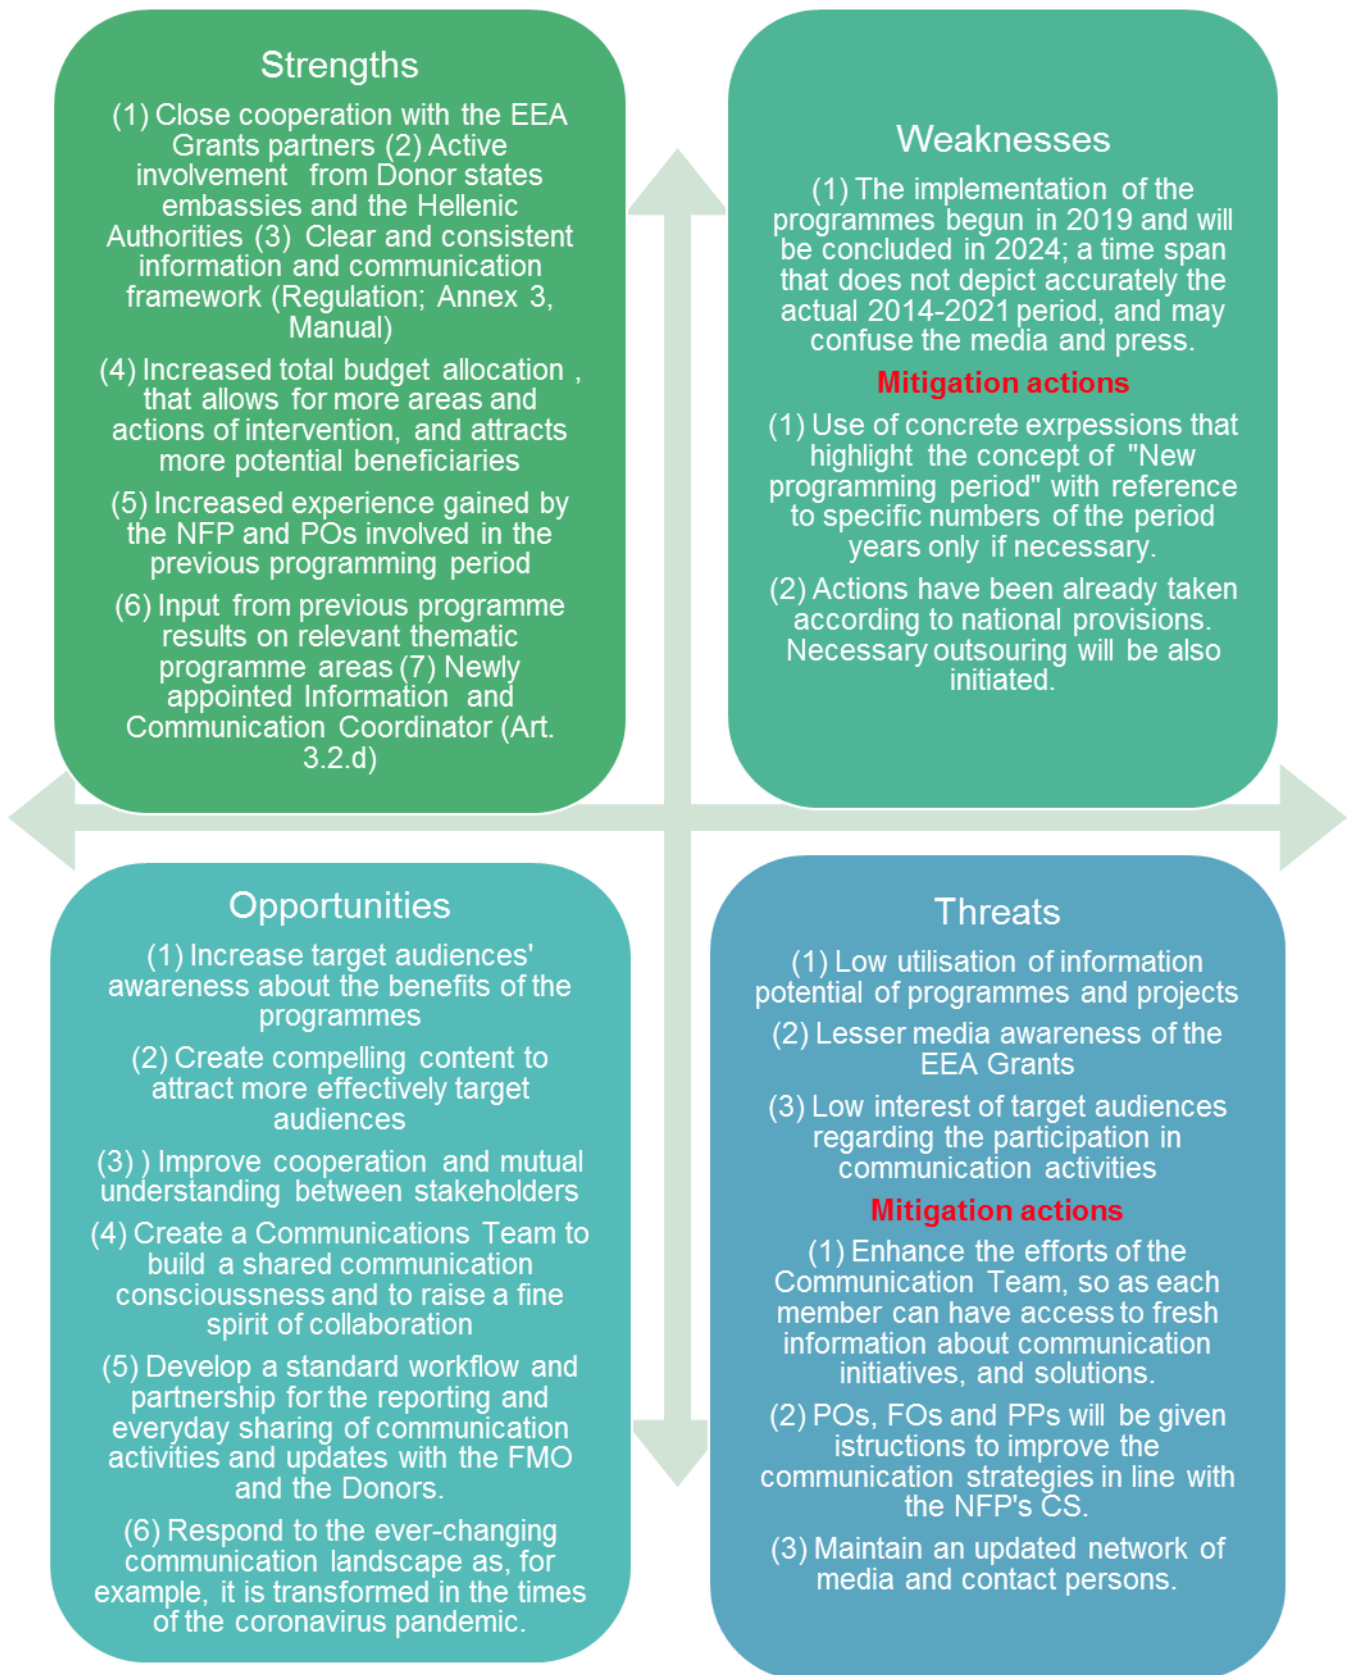 Strengths
(1) Close cooperation with the EEA
Grants partners (2) Active
involvement from Donor states
embassies and the Hellenic
Authorities (3) Clear and consistent
information and communication
framework (Regulation; Annex 3,
Manual)
(4) Increased total budget allocation ,
that allows for more areas and
actions of intervention, and attracts
more potential beneficiaries
(5) Increased experience gained by
the NFP and POs involved in the
previous programming period
(6) Input from previous programme
results on relevant thematic
programme areas (7) Newly
appointed Information and
Communication Coordinator (Art.
3.2.d)
Weaknesses
(1) The implementation of the
programmes begun in 2019 and will
be concluded in 2024; a time span
that does not depict accurately the
actual 2014-2021 period, and may
confuse the media and press.
Mitigation actions
(1) Use of concrete exrpessions that
highlight the concept of "New
programming period" with reference
to specific numbers of the period
years only if necessary.
(2) Actions have been already taken
according to national provisions.
Necessary outsouring will be also
initiated.
Opportunities
(1) Increase target audiences'
awareness about the benefits of the
programmes
(2) Create compelling content to
attract more effectively target
audiences
(3) ) Improve cooperation and mutual
understanding between stakeholders
(4) Create a Communications Team to
build a shared communication
conscioussness and to raise a fine
spirit of collaboration
(5) Develop a standard workflow and
partnership for the reporting and
everyday sharing of communication
activities and updates with the FMO
and the Donors.
(6) Respond to the ever-changing
communication landscape as, for
example, it is transformed in the times
of the coronavirus pandemic.
Threats
(1) Low utilisation of information
potential of programmes and projects
(2) Lesser media awareness of the
EEA Grants
(3) Low interest of target audiences
regarding the participation in
communication activities
Mitigation actions
(1) Enhance the efforts of the
Communication Team, so as each
member can have access to fresh
information about communication
initiatives, and solutions.
(2) POs, FOs and PPs will be given
istructions to improve the
communication strategies in line with
the NFP's CS.
(3) Maintain an updated network of
media and contact persons.